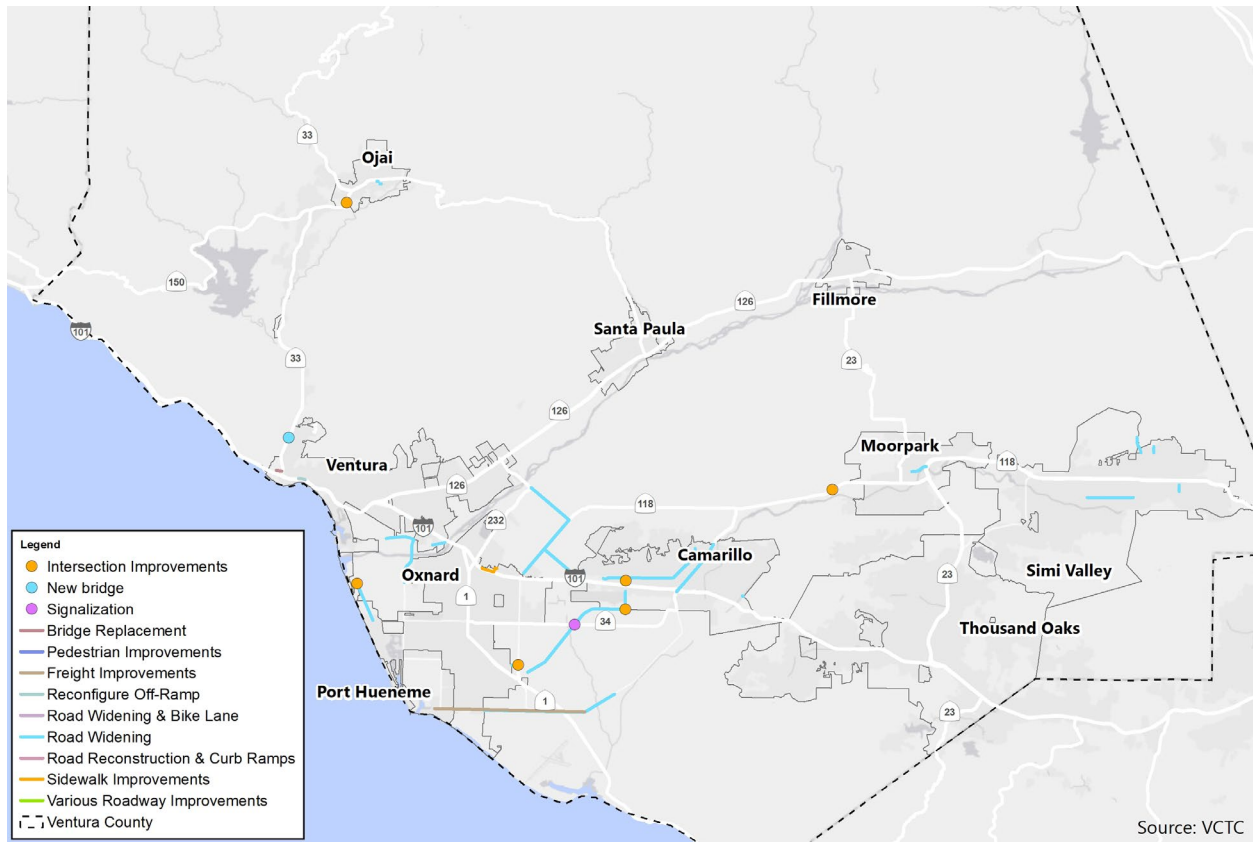 33
Ojai
150
126
Fillmore
Santa Paula
101
33
23
126
Moorpark
Ventura
118
126
118
232
101
Camarillo
Oxnard
101
Simi Valley
23
1
34
Thousand Oaks
Port Hueneme
1
23
Legend
Intersection Improvements
New bridge
Signalization
Bridge Replacement
Pedestrian Improvements
Freight Improvements
Reconfigure Off-Ramp
Road Widening & Bike Lane
Road Widening
Road Reconstruction & Curb Ramps
Sidewalk Improvements
Various Roadway Improvements
Ventura County
Source: VCTC